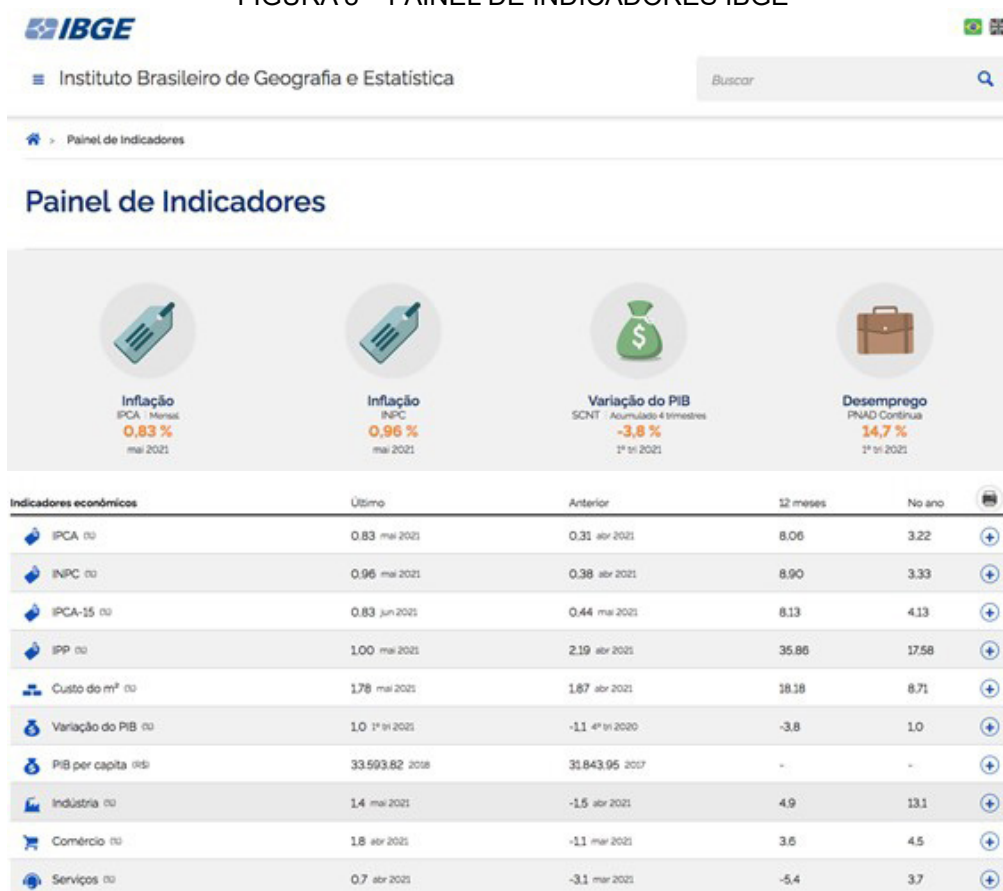 FIGURA 6 – PAINEL DE INDICADORES IBGE
IBGE
Instituto Brasileiro de Geografia e Estatística
Buscar
> Painel de Indicadores
Painel de Indicadores
Inflação Inflação Variação do PIB Desemprego
IPCA | Mensal INPC SCNT | Acumulado 4 trimestres PNAD Contínua
0,83 % 0,96 % -3,8 % 14,7 %
mai 2021 mai 2021 1º tri 2021 1º tri 2021
Indicadores econômicos Último Anterior 12 meses No ano
IPCA (%) 0.83 mai 2021 0.31 abr 2021 8.06 3.22
INPC (%) 0.96 mai 2021 0.38 abr 2021 8.90 3.33
IPCA-15 (%) 0.83 jun 2021 0.44 mai 2021 8.13 4.13
IPP (%) 1.00 mai 2021 2.19 abr 2021 35.86 17.58
Custo do m² (%) 1.78 mai 2021 1.87 abr 2021 18.18 8.71
Variação do PIB (%) 1.0 1º tri 2021 -1.1 4º tri 2020 -3.8 1.0
PIB per capita (R$) 33.593.82 2018 31.843.95 2017 - -
Indústria (%) 1.4 mai 2021 -1.5 abr 2021 4.9 13.1
Comércio (%) 1.8 abr 2021 -1.1 mar 2021 3.6 4.5
Serviços (%) 0.7 abr 2021 -3.1 mar 2021 -5.4 3.7